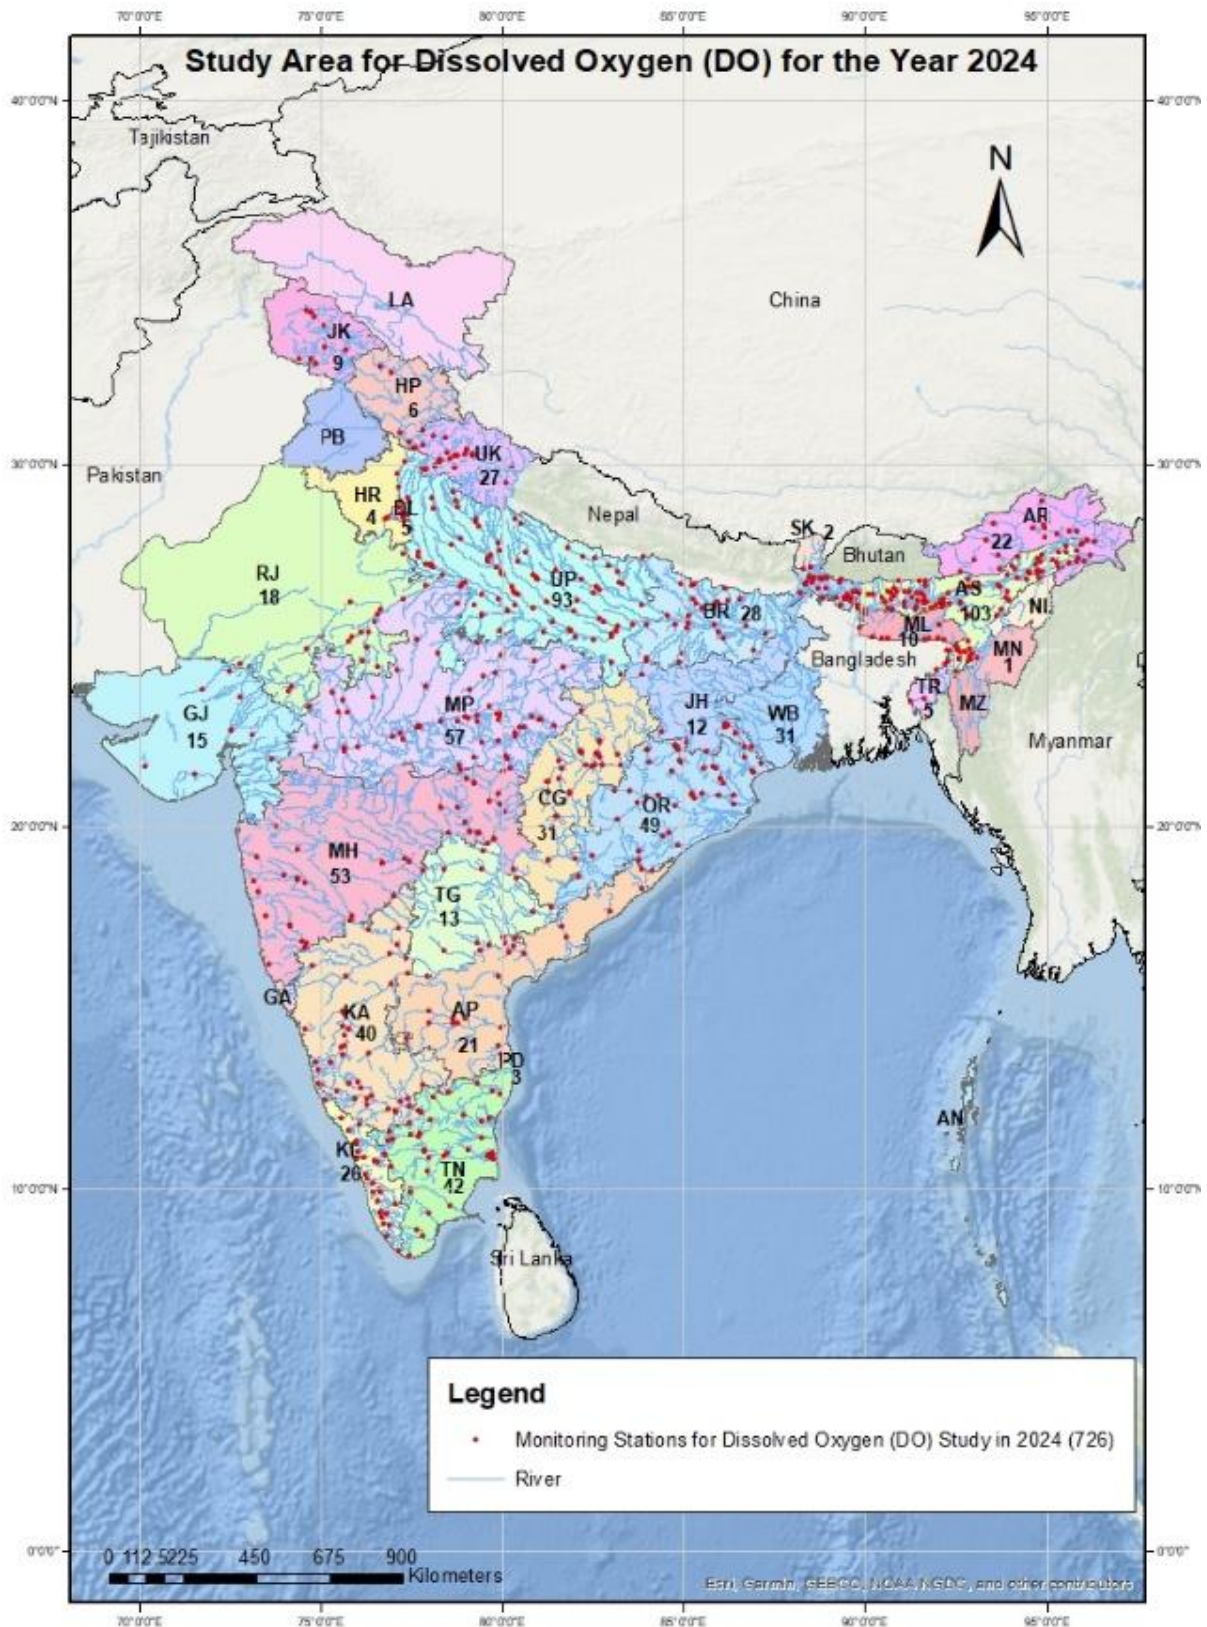 70°0'0"E 75°0'0"E 80°0'0"E 85°0'0"E 90°0'0"E 95°0'0"E
Study Area for Dissolved Oxygen (DO) for the Year 2024
40°0'0"N 40°0'0"N
Tajikistan
N
China
LA
JK
9
HP
6
PB
UK
27
30°0'0"N 30°0'0"N
Pakistan
HR
4
DL
5
Nepal
SK 2
Bhutan
AR
22
RJ
18
UP
93
BR 28
AS
103
NL
ML
10
MN
1
Bangladesh
TR
5
MZ
GJ
15
MP
57
JH
12
WB
31
Myanmar
CG
31
OR
49
20°0'0"N 20°0'0"N
MH
53
TG
13
GA
KA
40
AP
21
PD
3
AN
KL
26
TN
42
10°0'0"N 10°0'0"N
Sri Lanka
Legend
Monitoring Stations for Dissolved Oxygen (DO) Study in 2024 (726)
River
0°0'0" 0°0'0"
0 112.5 225 450 675 900
Kilometers
Esri, Garmin, GEBCO, NOAA NGDC, and other contributors
70°0'0"E 75°0'0"E 80°0'0"E 85°0'0"E 90°0'0"E 95°0'0"E